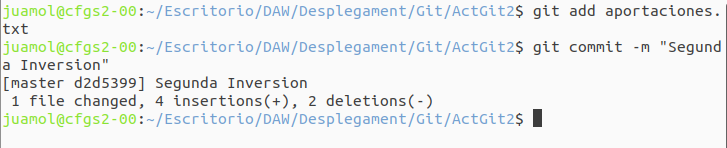 juamol@cfgs2-00:~/Escritorio/DAW/Desplegament/Git/ActGit2$ git add aportaciones.
txt
juamol@cfgs2-00:~/Escritorio/DAW/Desplegament/Git/ActGit2$ git commit -m "Segund
a Inversion"
[master d2d5399] Segunda Inversion
 1 file changed, 4 insertions(+), 2 deletions(-)
juamol@cfgs2-00:~/Escritorio/DAW/Desplegament/Git/ActGit2$